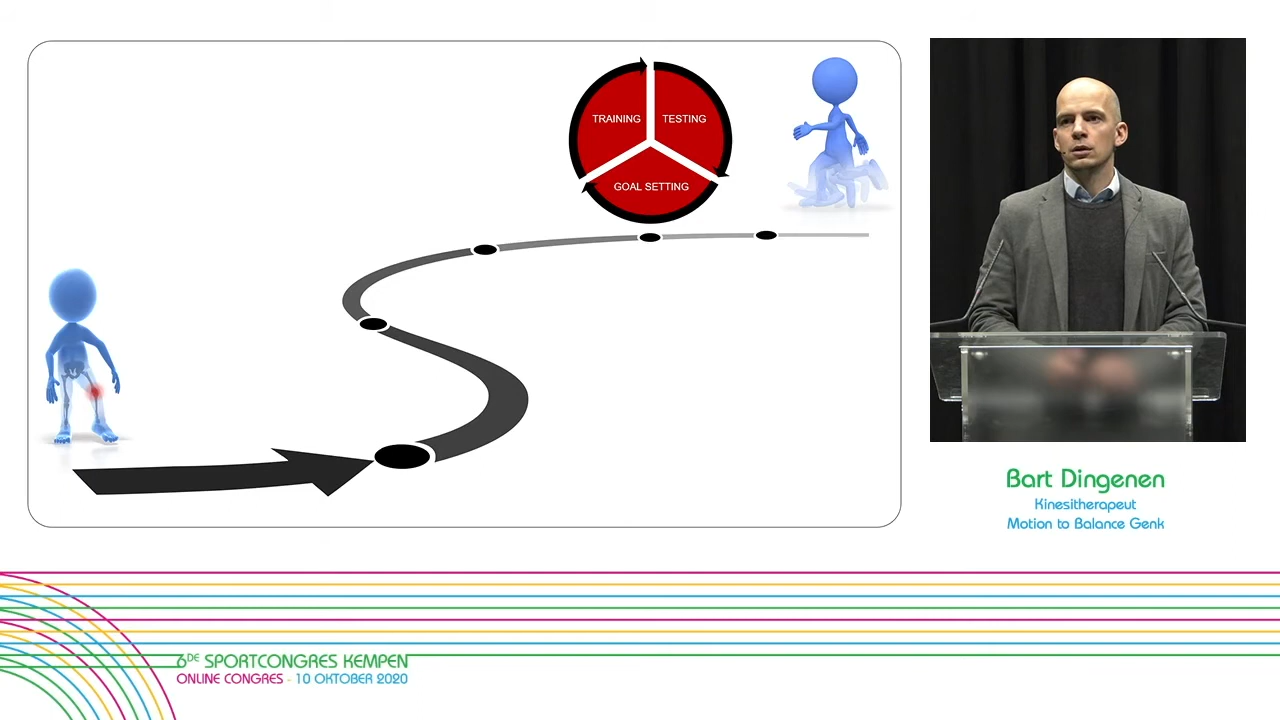 TRAINING
TESTING
GOAL SETTING
Bart Dingenen
Kinesitherapeut
Motion to Balance Genk
6DE SPORTCONGRES KEMPEN
ONLINE CONGRES - 10 OKTOBER 2020